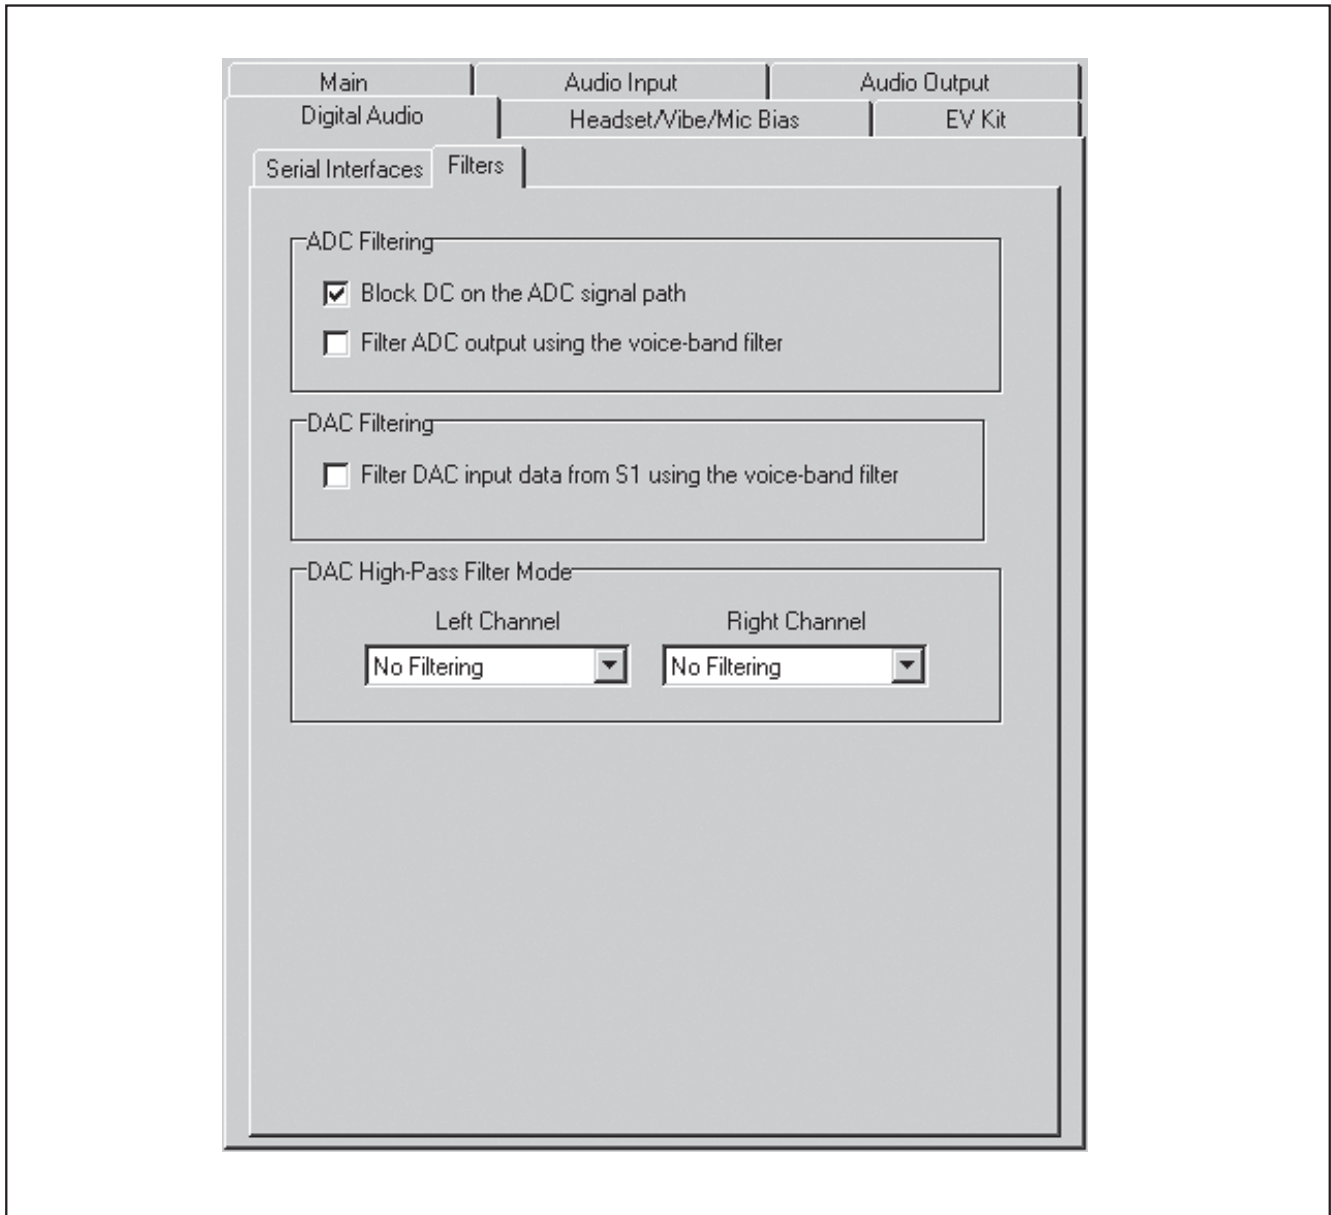 Main Audio Input Audio Output
Digital Audio Headset/Vibe/Mic Bias EV Kit
Serial Interfaces Filters
ADC Filtering
Block DC on the ADC signal path
Filter ADC output using the voice-band filter
DAC Filtering
Filter DAC input data from S1 using the voice-band filter
DAC High-Pass Filter Mode
Left Channel Right Channel
No Filtering No Filtering